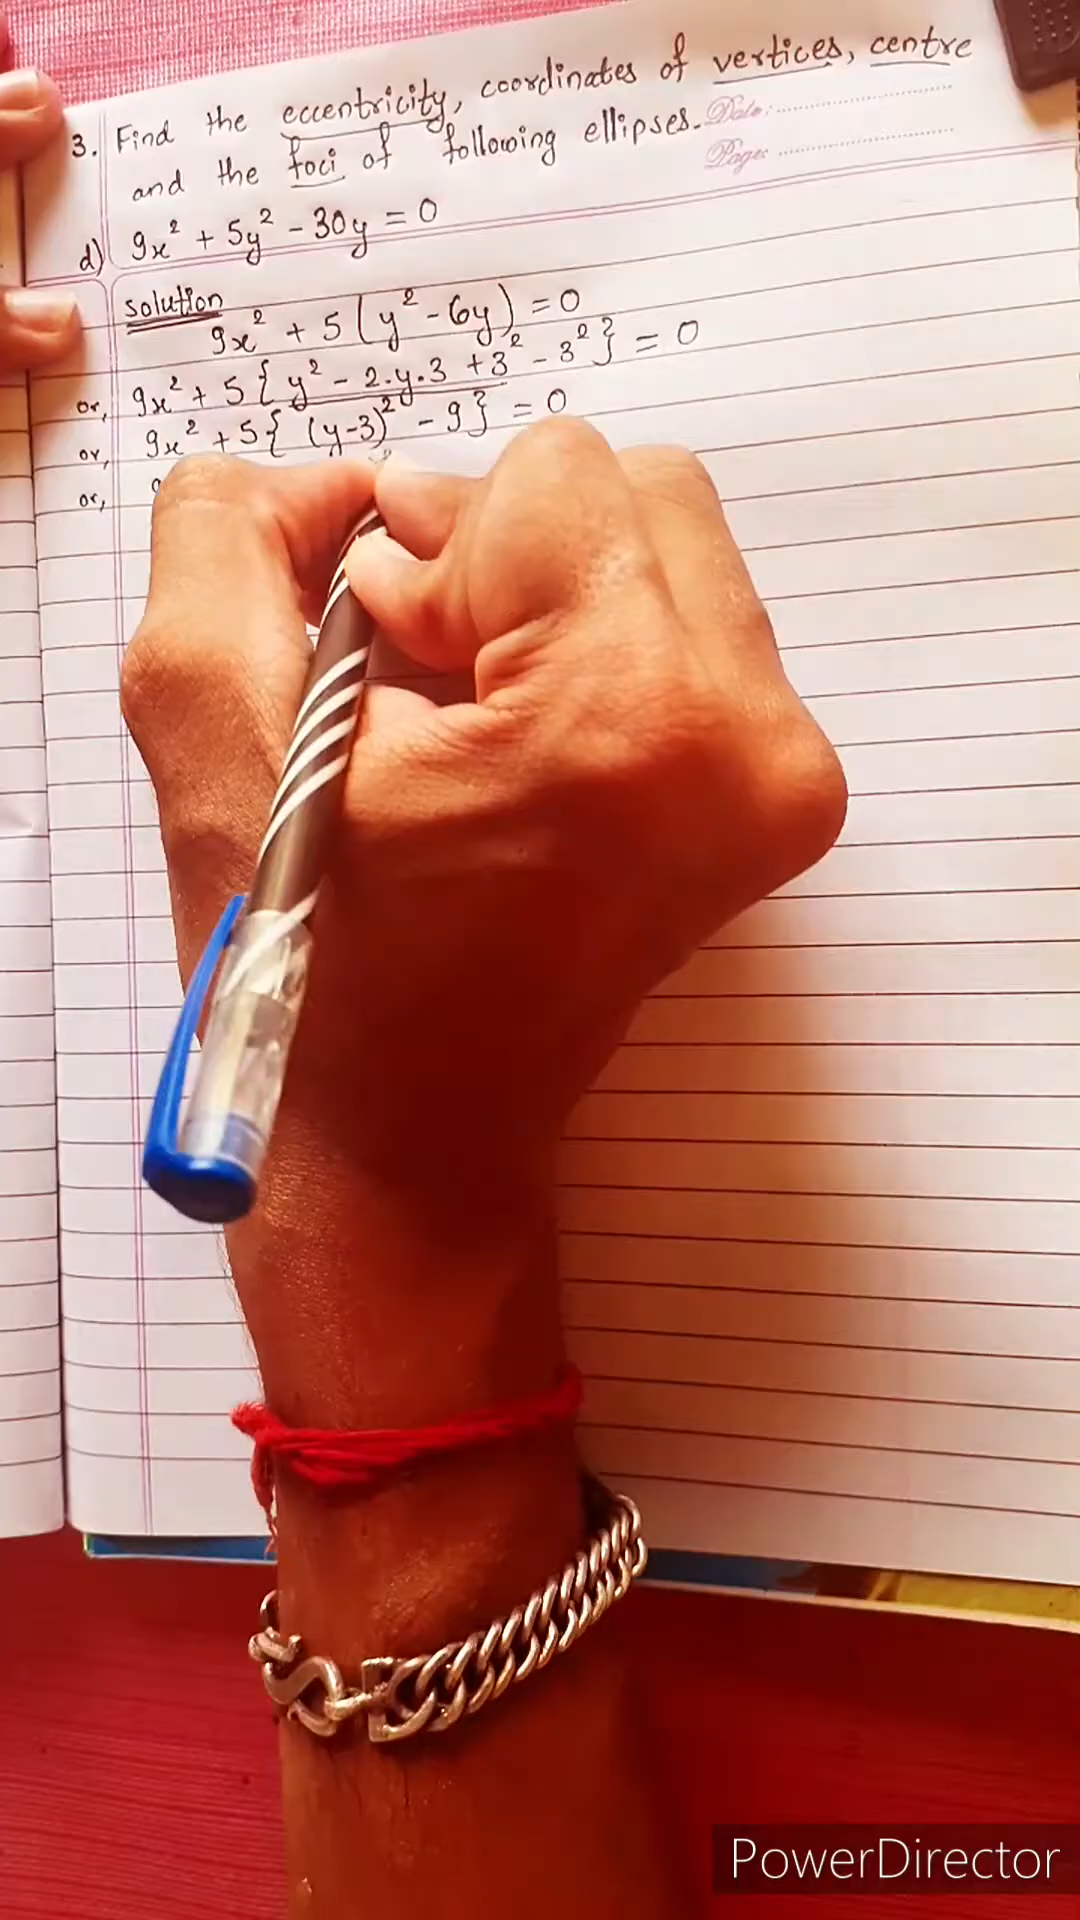 3. Find the eccentricity, coordinates of vertices, centre
and the foci of following ellipses.
Date:
Page:
d) 9x² + 5y² - 30y = 0
solution
9x² + 5(y² - 6y) = 0
or, 9x² + 5{y² - 2.y.3 + 3² - 3²} = 0
or, 9x² + 5{(y-3)² - 9} = 0
or,
PowerDirector